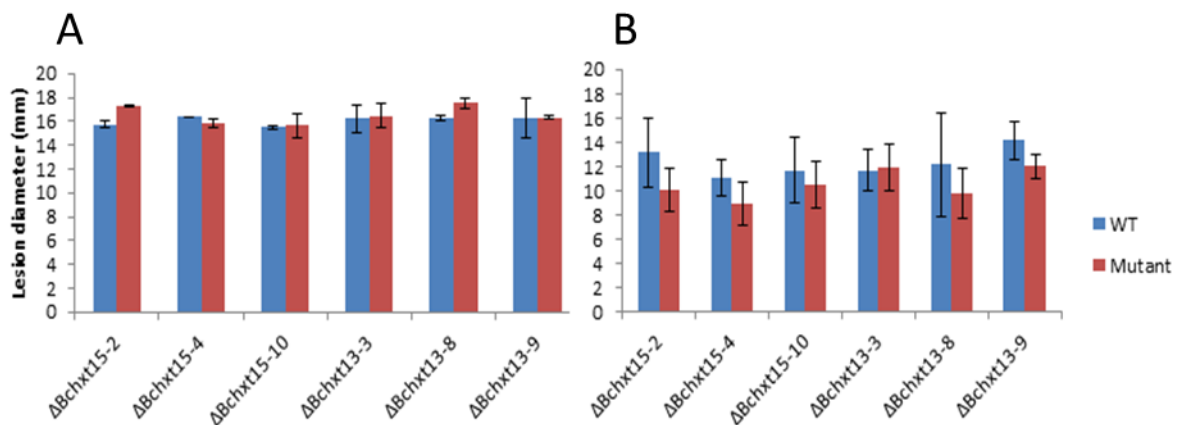 A
B
Lesion diameter (mm)
20
18
16
14
12
10
8
6
4
2
0
ΔBchxt15-2
ΔBchxt15-4
ΔBchxt15-10
ΔBchxt13-3
ΔBchxt13-8
ΔBchxt13-9
20
18
16
14
12
10
8
6
4
2
0
ΔBchxt15-2
ΔBchxt15-4
ΔBchxt15-10
ΔBchxt13-3
ΔBchxt13-8
ΔBchxt13-9
WT
Mutant